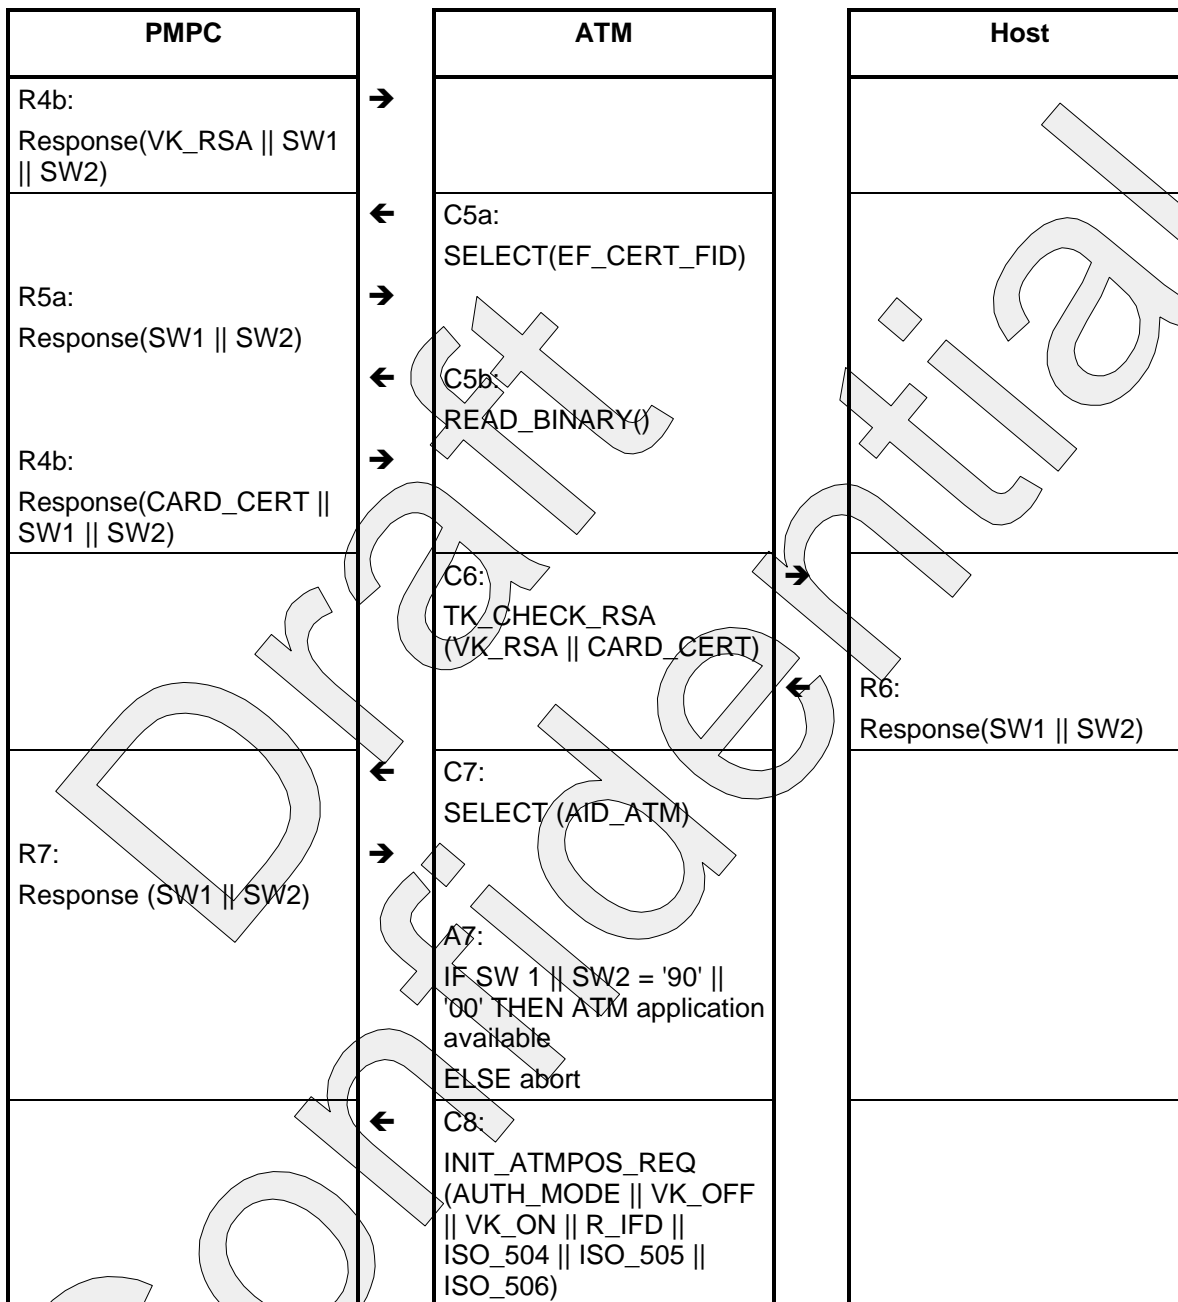 PMPC
ATM
Host
R4b:
➔
Response(VK_RSA || SW1
|| SW2)
🡸 C5a:
SELECT(EF_CERT_FID)
R5a:
➔
Response(SW1 || SW2)
🡸 C5b:
READ_BINARY()
R4b:
➔
Response(CARD_CERT ||
SW1 || SW2)
C6:
➔
TK_CHECK_RSA
(VK_RSA || CARD_CERT)
🡸 R6:
Response(SW1 || SW2)
🡸 C7:
SELECT (AID_ATM)
R7:
➔
Response (SW1 || SW2)
A7:
IF SW 1 || SW2 = '90' ||
'00' THEN ATM application
available
ELSE abort
🡸 C8:
INIT_ATMPOS_REQ
(AUTH_MODE || VK_OFF
|| VK_ON || R_IFD ||
ISO_504 || ISO_505 ||
ISO_506)
Draft
Confidential